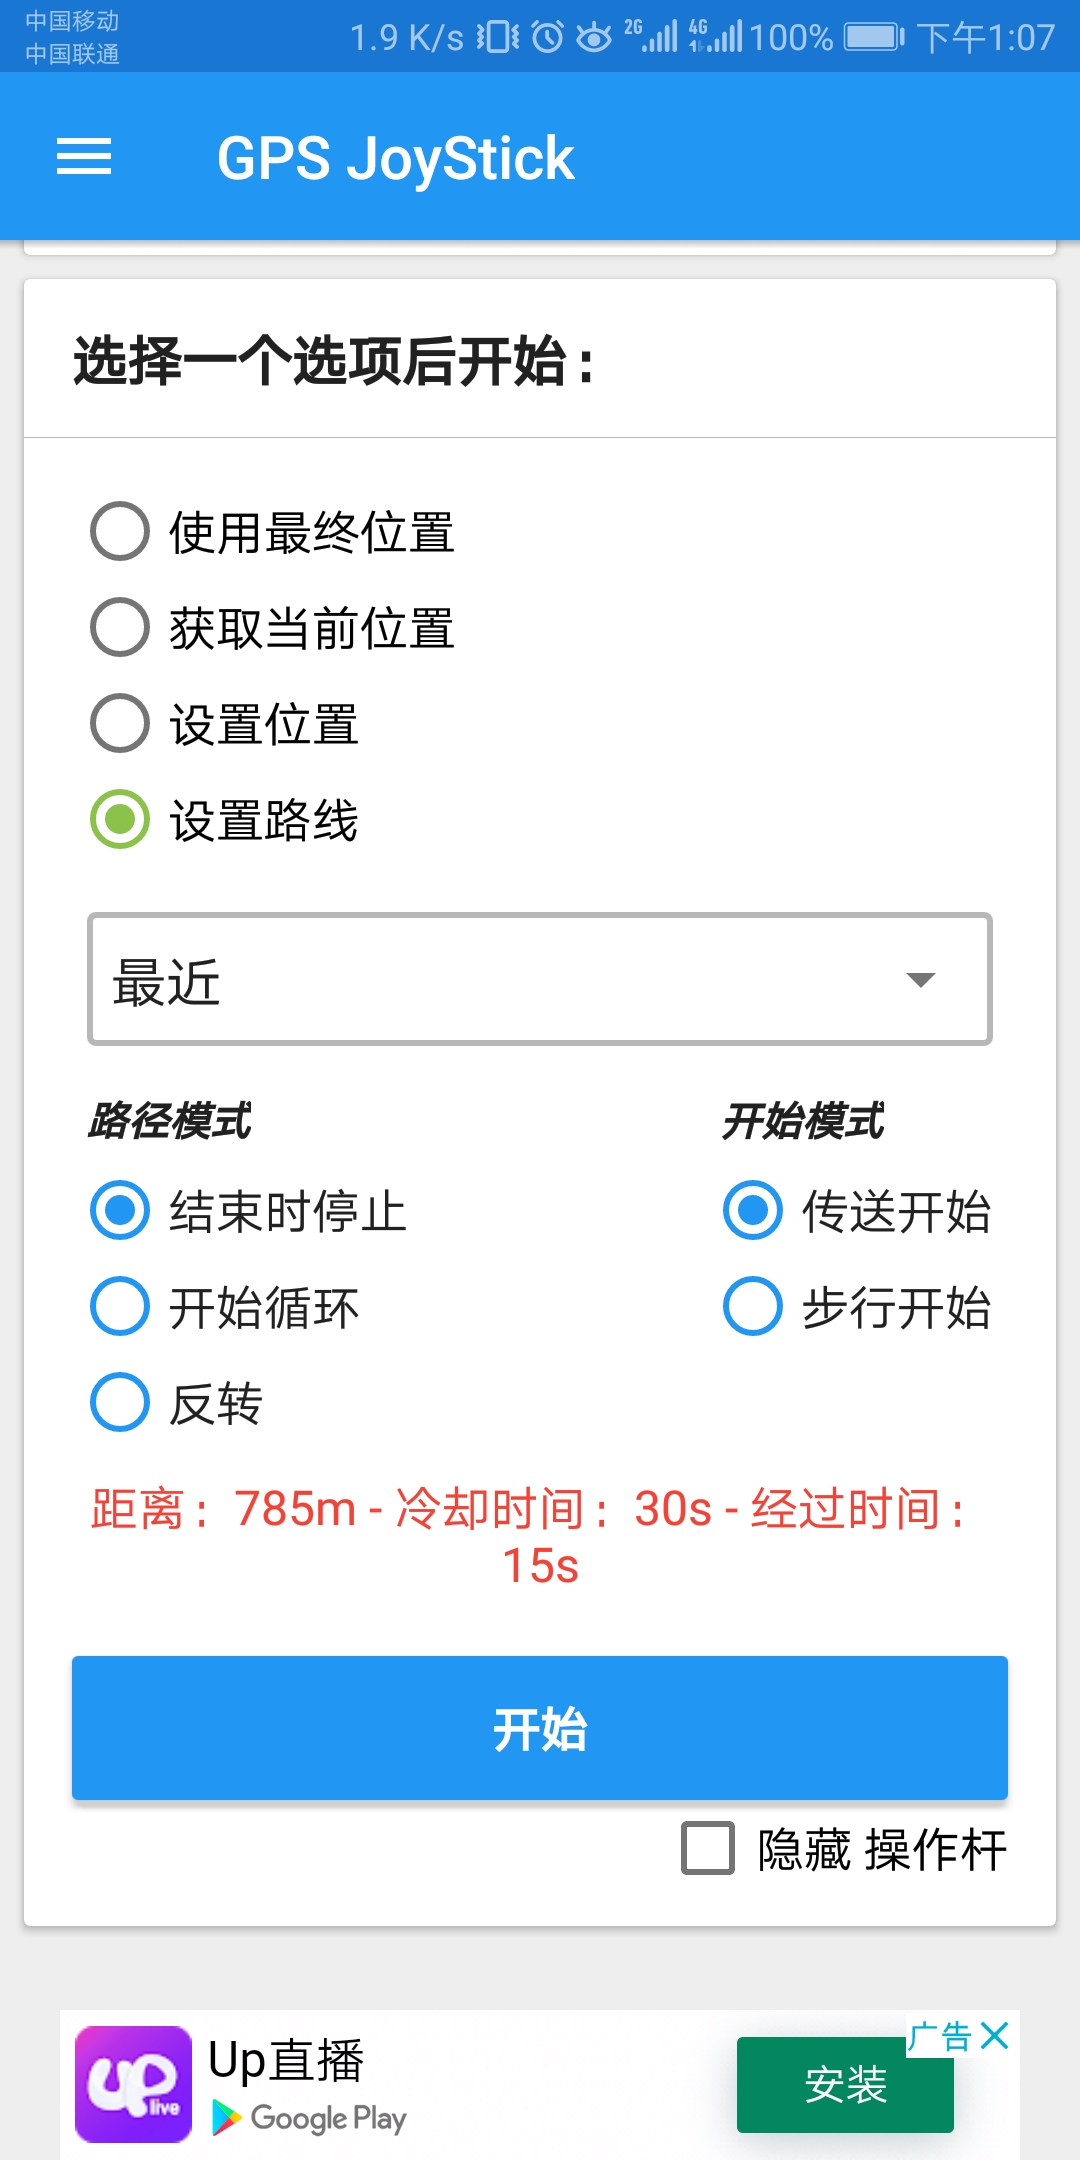 中国移动
中国联通
1.9 K/s 2G 4G 100% 下午1:07
GPS JoyStick
选择一个选项后开始:
使用最终位置
获取当前位置
设置位置
设置路线
最近
路径模式
开始模式
结束时停止
传送开始
开始循环
步行开始
反转
距离: 785m - 冷却时间: 30s - 经过时间:
15s
开始
隐藏 操作杆
广告
up live
Up直播
Google Play
安装